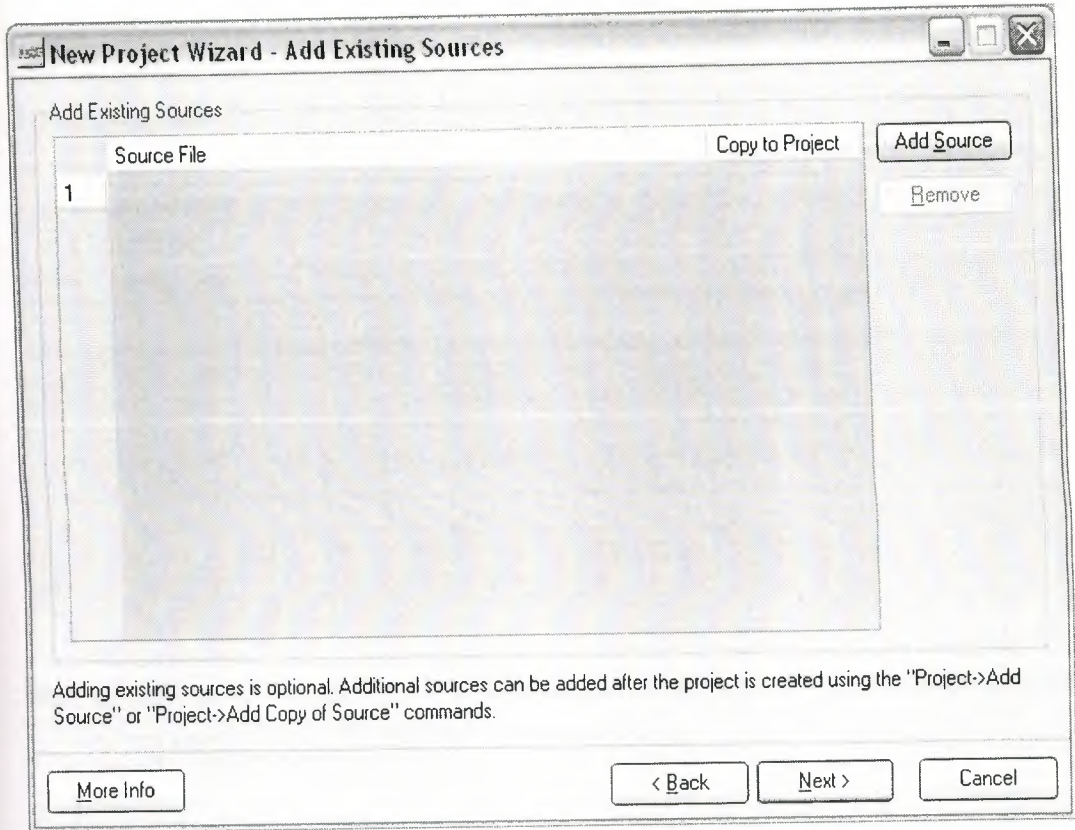 New Project Wizard - Add Existing Sources
Add Existing Sources
Source File
Copy to Project
Add Source
1
Remove
Adding existing sources is optional. Additional sources can be added after the project is created using the "Project->Add
Source" or "Project->Add Copy of Source" commands.
More Info
< Back
Next >
Cancel